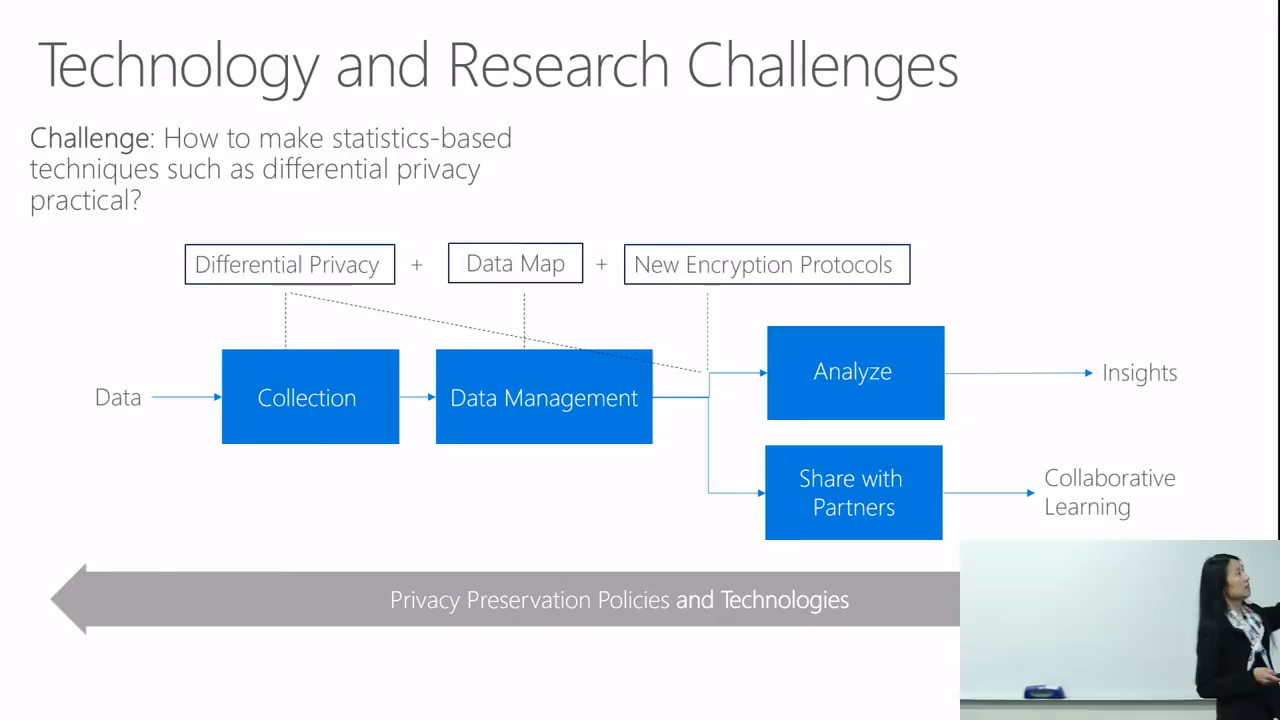 Technology and Research Challenges
Challenge: How to make statistics-based
techniques such as differential privacy
practical?
Differential Privacy + Data Map + New Encryption Protocols
Data
Collection
Data Management
Analyze
Insights
Share with
Partners
Collaborative
Learning
Privacy Preservation Policies and Technologies